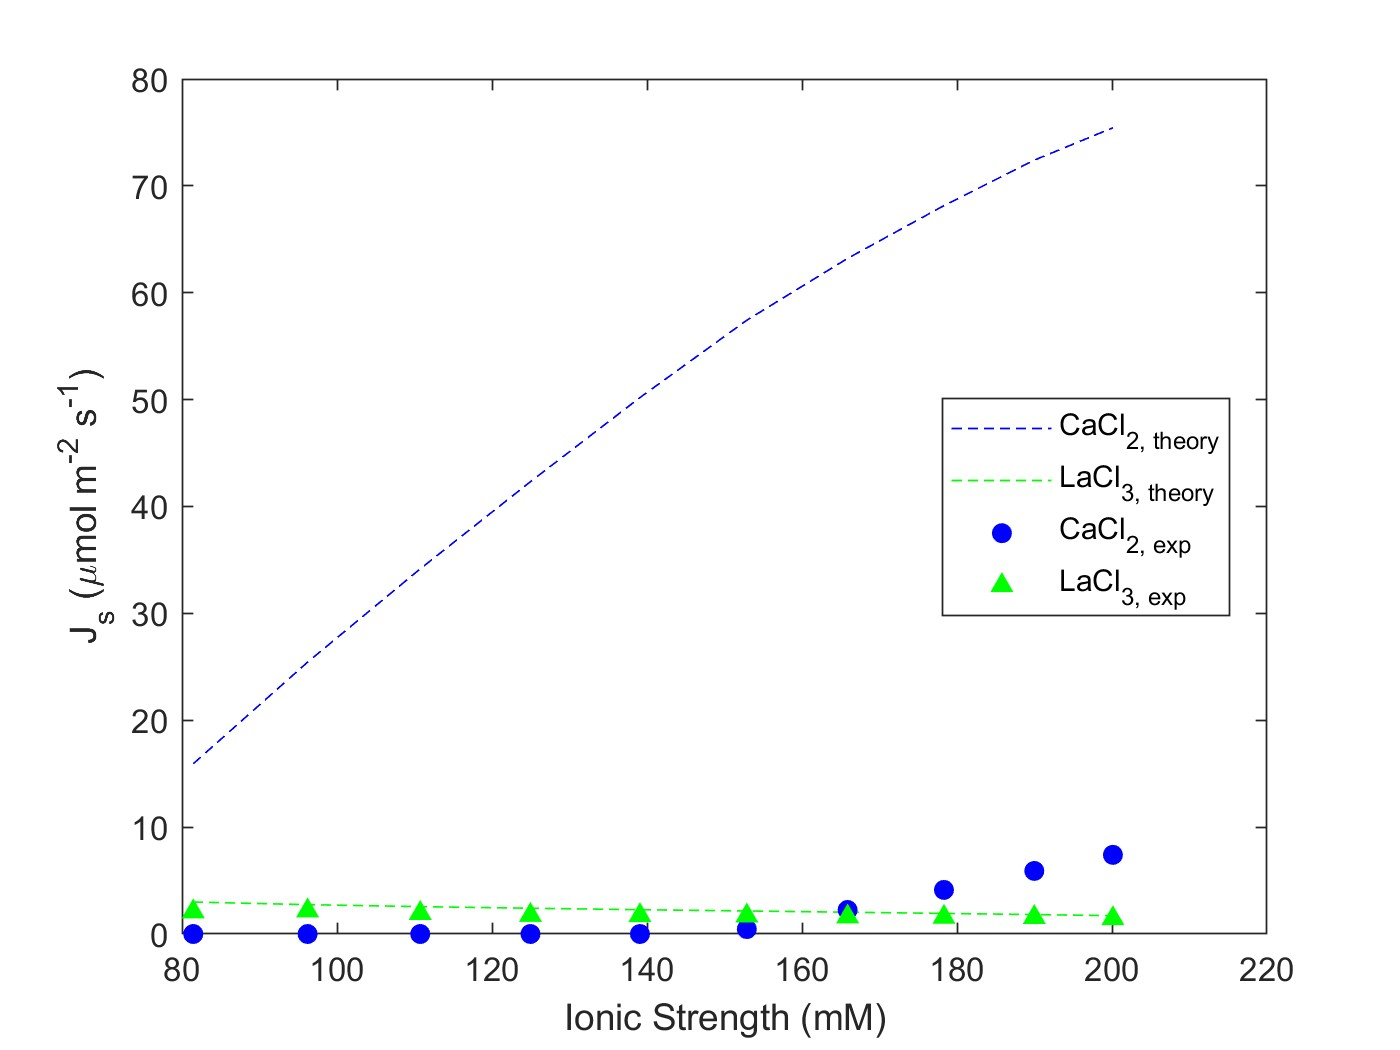 80
70
60
50
40
30
20
10
0
80 100 120 140 160 180 200 220
Ionic Strength (mM)
J_s (μmol m^-2 s^-1)
CaCl_2, theory
LaCl_3, theory
CaCl_2, exp
LaCl_3, exp